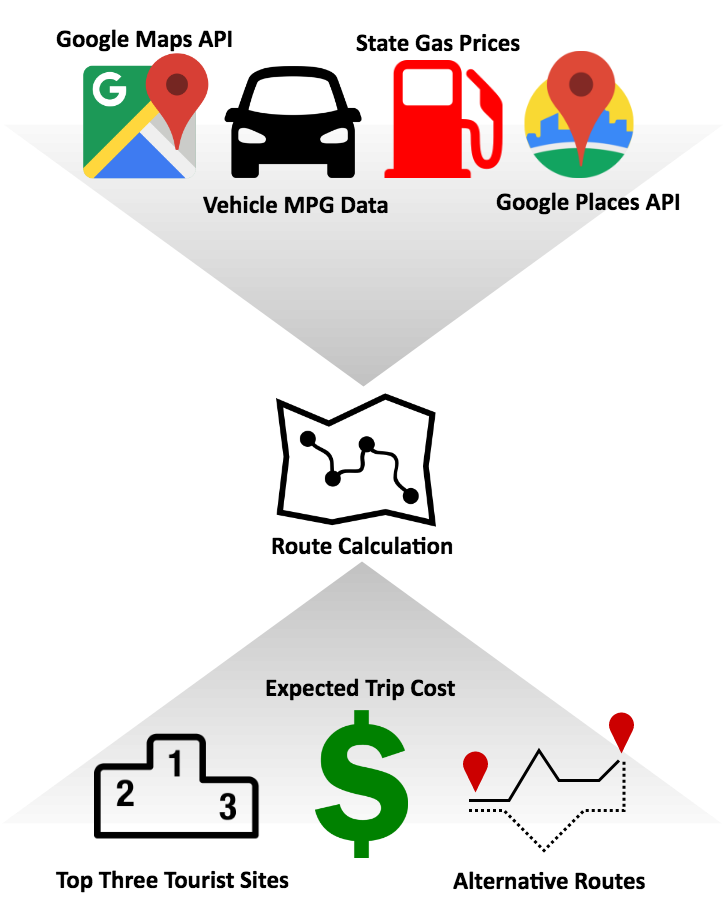 Google Maps API
State Gas Prices
G
Vehicle MPG Data
Google Places API
Route Calculation
Expected Trip Cost
$
1
2
3
Top Three Tourist Sites
Alternative Routes